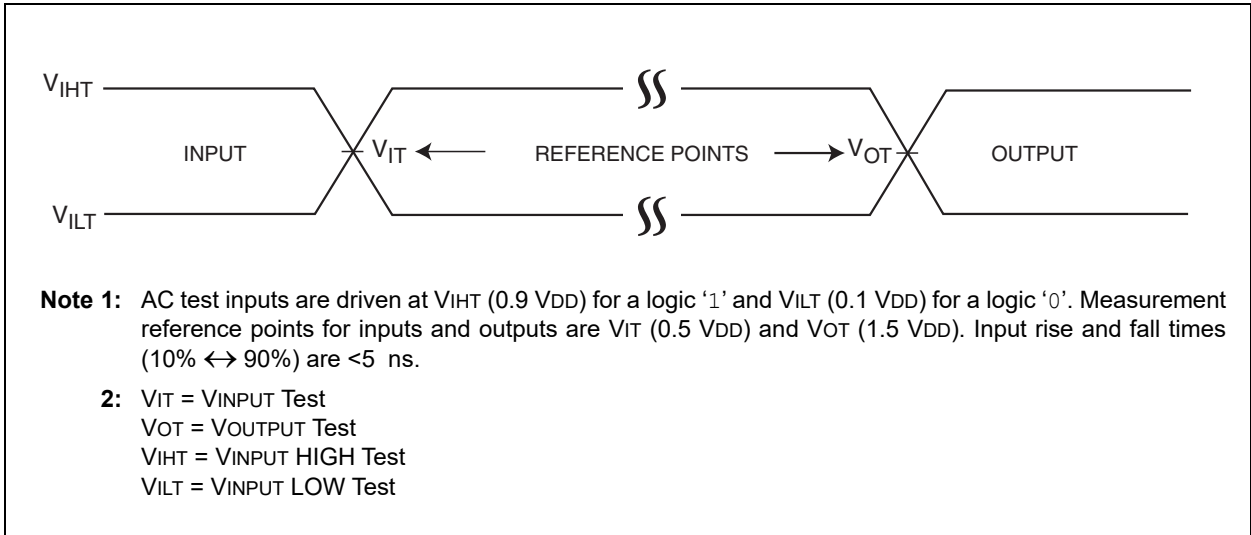 VIHT
INPUT VIT REFERENCE POINTS VOT OUTPUT
VILT
Note 1: AC test inputs are driven at VIHT (0.9 VDD) for a logic ‘1’ and VILT (0.1 VDD) for a logic ‘0’. Measurement
reference points for inputs and outputs are VIT (0.5 VDD) and VOT (1.5 VDD). Input rise and fall times
(10% ↔ 90%) are <5 ns.
2: VIT = VINPUT Test
VOT = VOUTPUT Test
VIHT = VINPUT HIGH Test
VILT = VINPUT LOW Test